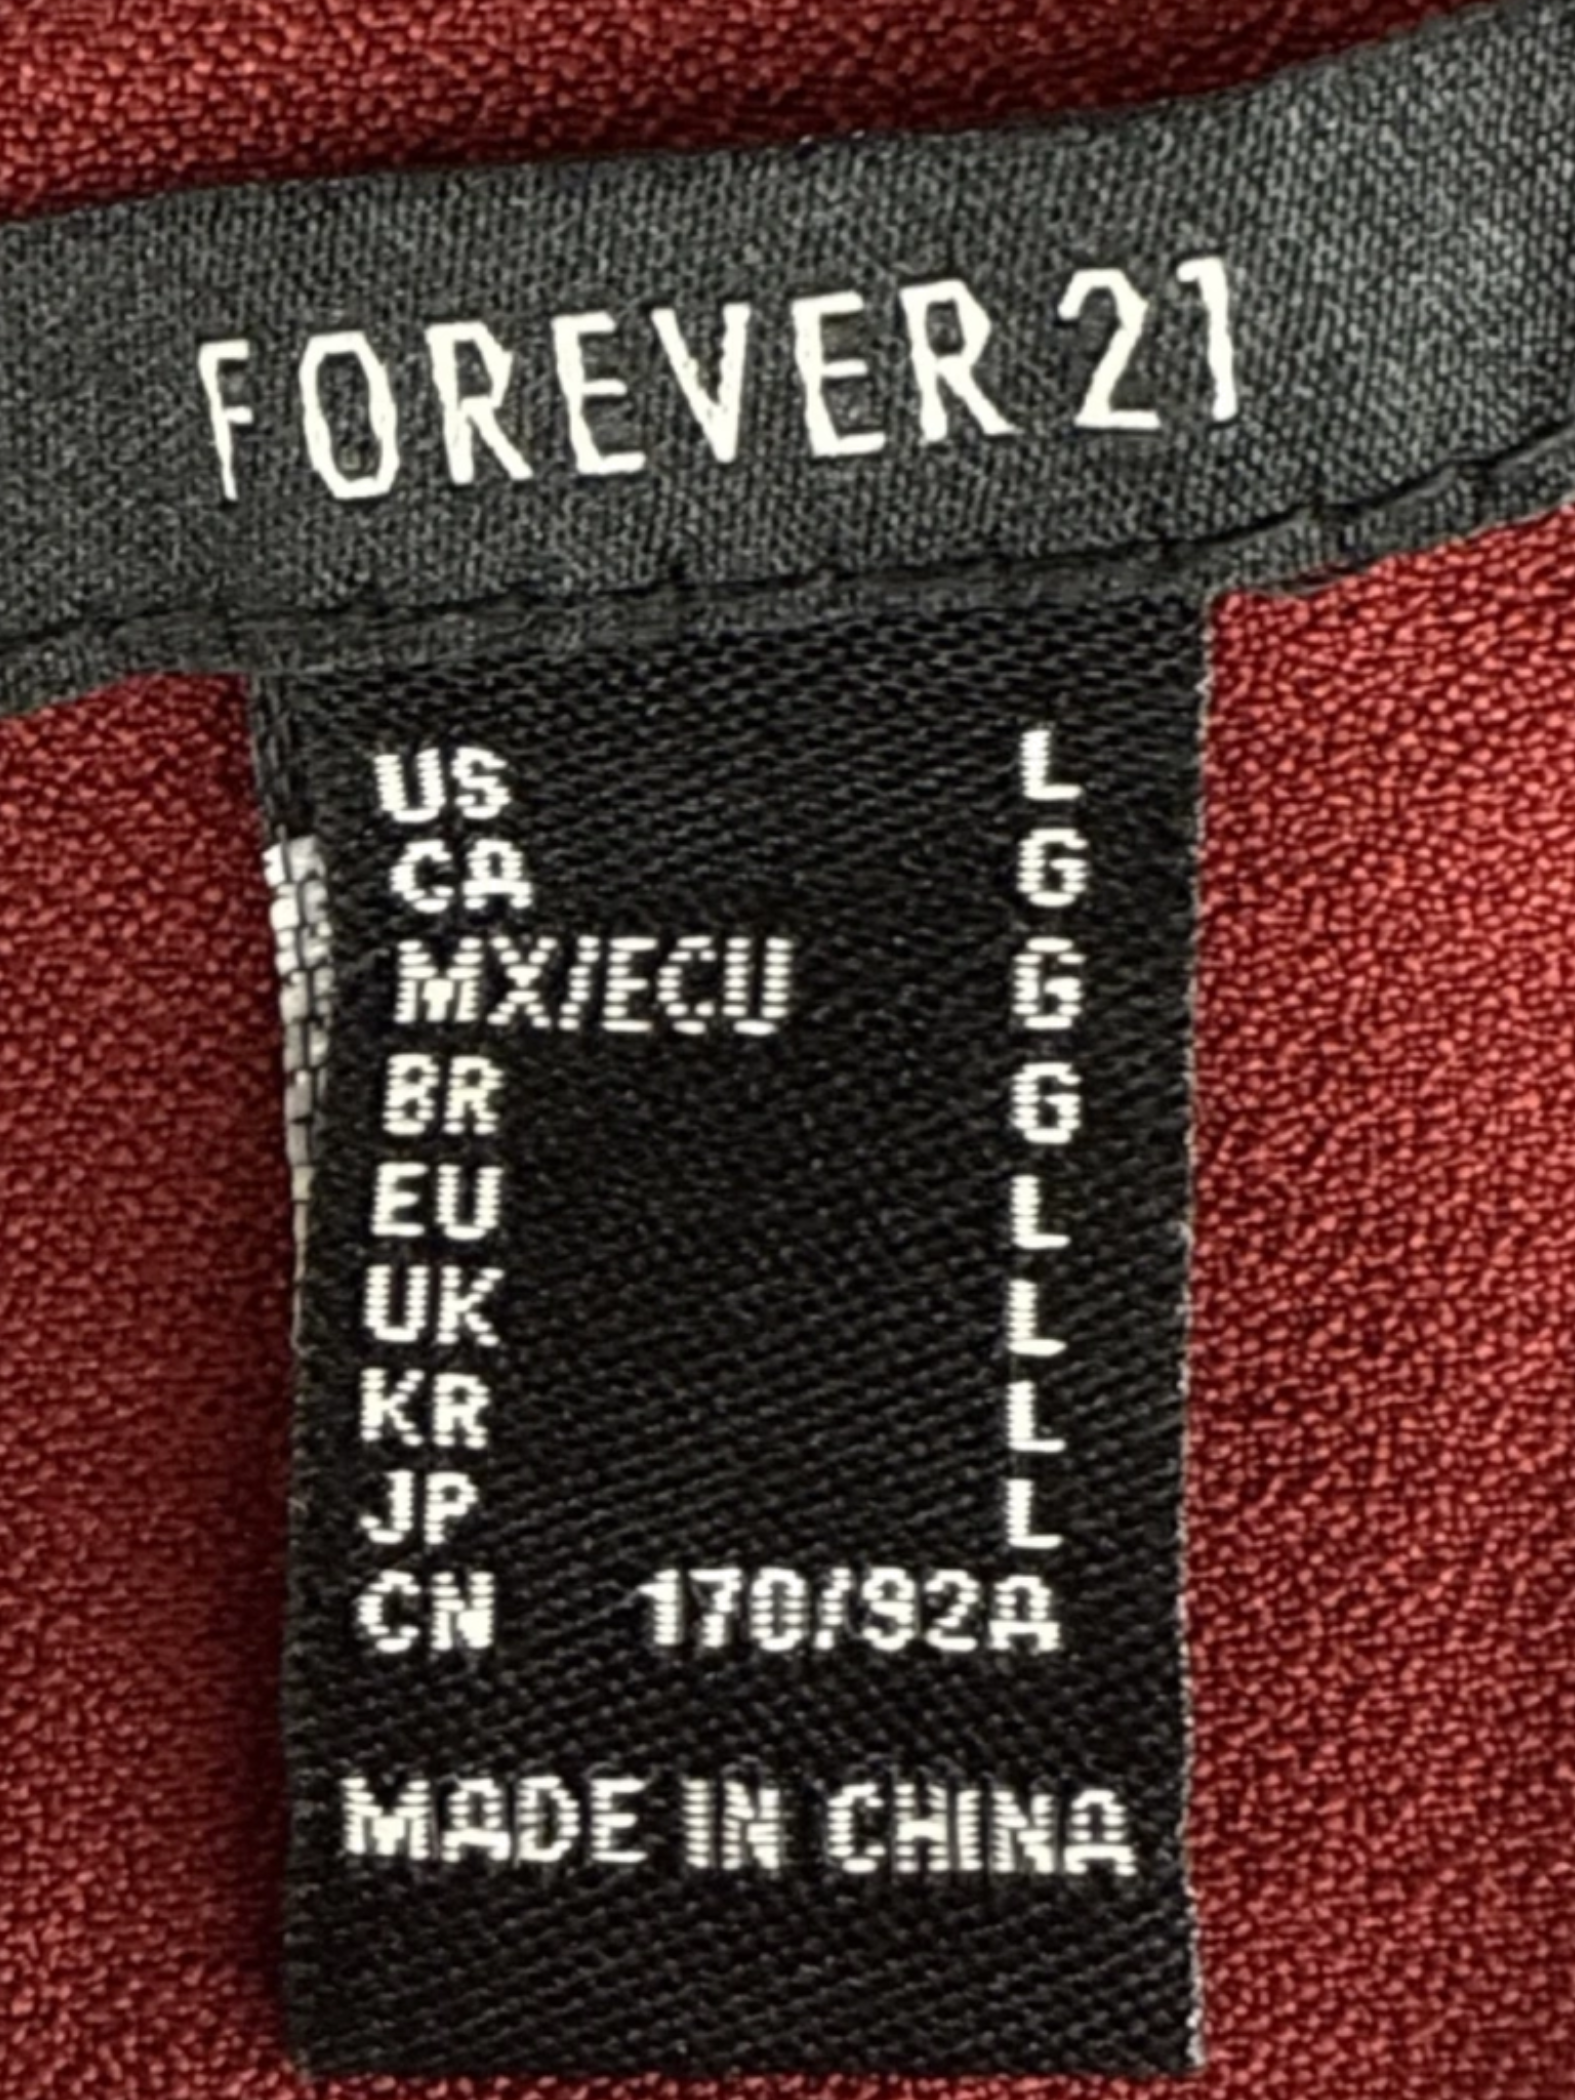 FOREVER 21
US L
CA G
MX/ECU G
BR G
EU L
UK L
KR L
JP L
CN 170/92A
MADE IN CHINA